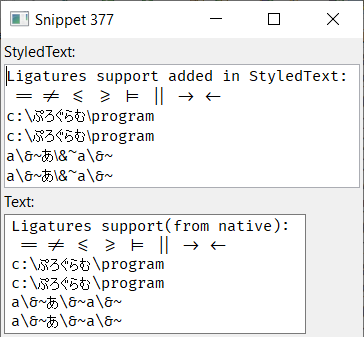 Snippet 377
StyledText:
Ligatures support added in StyledText:
== ≠ ⩽ ⩾ ⊨ || → ←
c:\ぷろぐらむ\program
c:\ぷろぐらむ\program
a\&~あ\&~a\&~
a\&~あ\&~a\&~
Text:
Ligatures support(from native):
== ≠ ⩽ ⩾ ⊨ || → ←
c:\ぷろぐらむ\program
c:\ぷろぐらむ\program
a\&~あ\&~a\&~
a\&~あ\&~a\&~